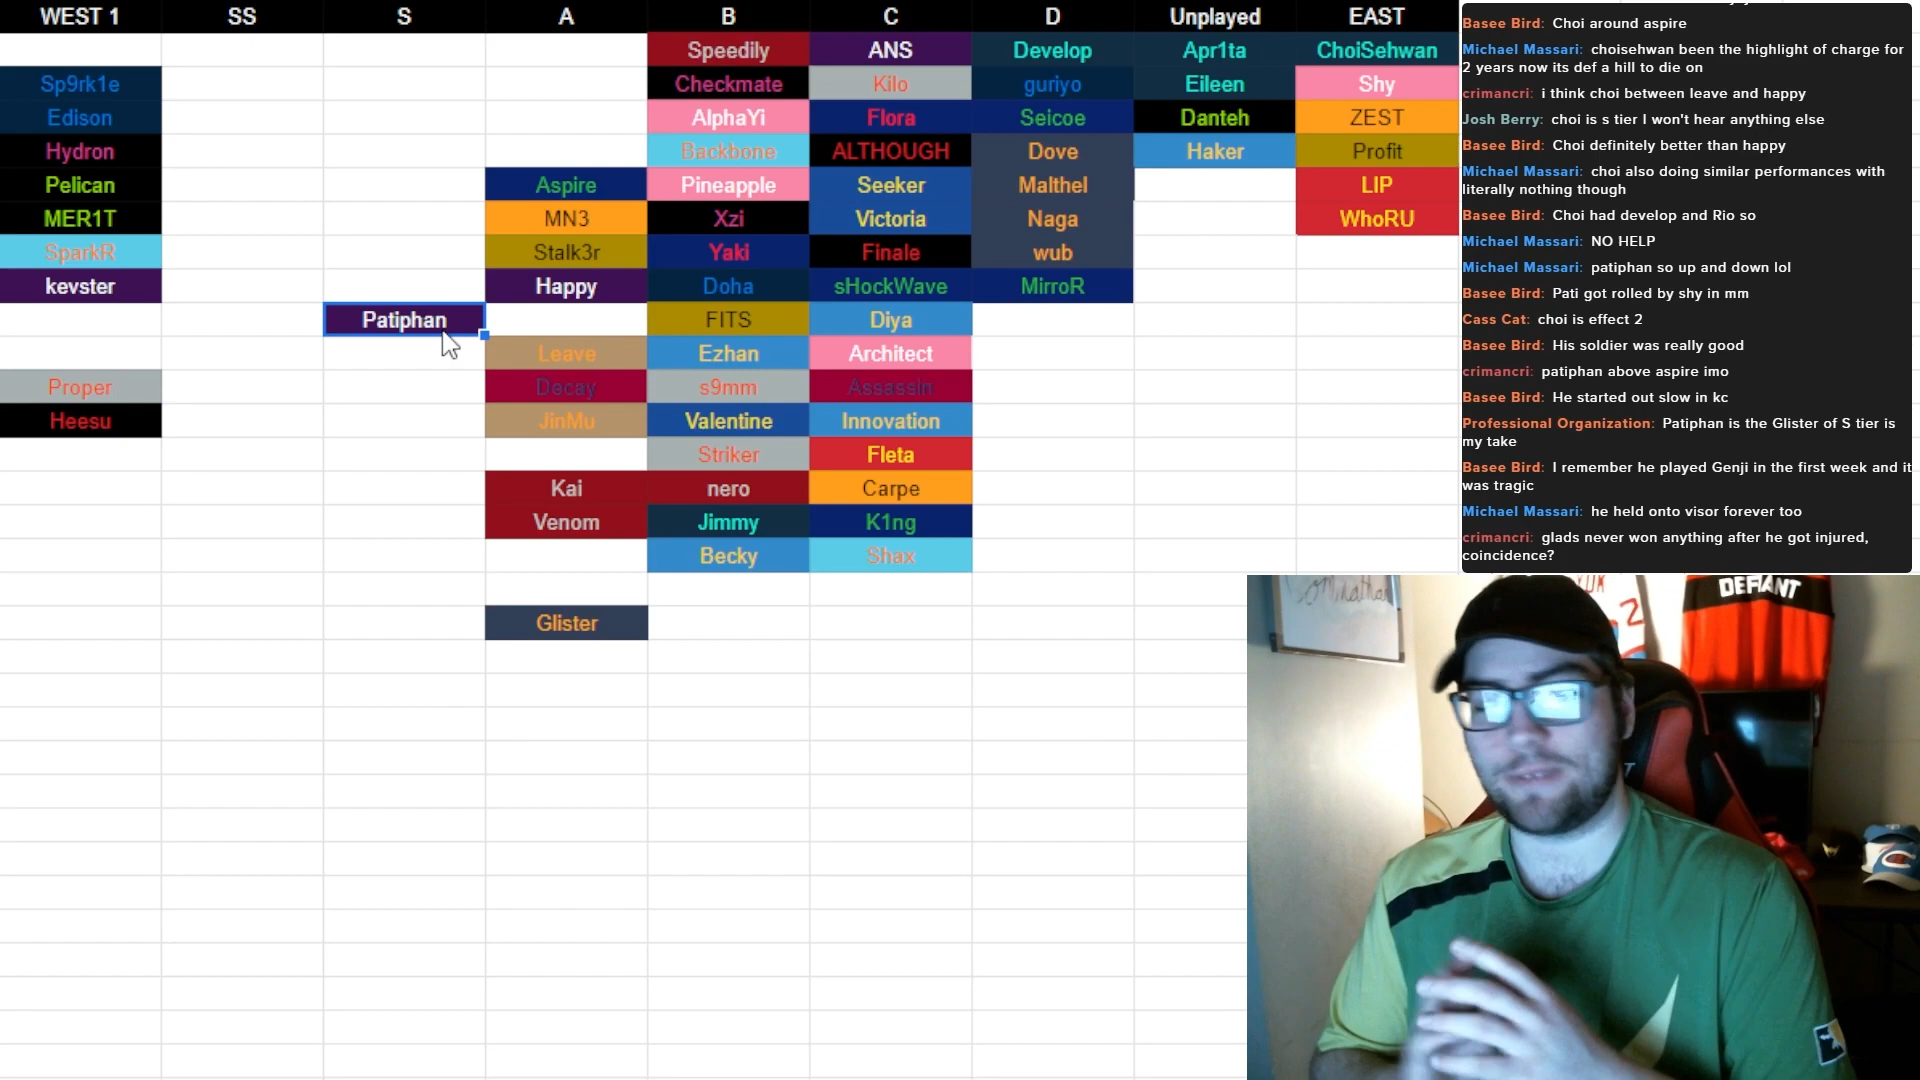 WEST 1 SS S A B C D Unplayed EAST
Speedily ANS Develop Apr1ta ChoiSehwan
Sp9rk1e Checkmate Kilo guriyo Eileen Shy
Edison AlphaYi Flora Seicoe Danteh ZEST
Hydron Backbone ALTHOUGH Dove Haker Profit
Pelican Aspire Pineapple Seeker Malthel LIP
MER1T MN3 Xzi Victoria Naga WhoRU
SparkR Stalk3r Yaki Finale wub
kevster Happy Doha sHockWave MirroR
Patiphan FITS Diya
Leave Ezhan Architect
Proper Decay s9mm Assassin
Heesu JinMu Valentine Innovation
Striker Fleta
Kai nero Carpe
Venom Jimmy K1ng
Becky Shax
Glister
Basee Bird: Choi around aspire
Michael Massari: choisehwan been the highlight of charge for
2 years now its def a hill to die on
crimancri: i think choi between leave and happy
Josh Berry: choi is s tier I won't hear anything else
Basee Bird: Choi definitely better than happy
Michael Massari: choi also doing similar performances with
literally nothing though
Basee Bird: Choi had develop and Rio so
Michael Massari: NO HELP
Michael Massari: patiphan so up and down lol
Basee Bird: Pati got rolled by shy in mm
Cass Cat: choi is effect 2
Basee Bird: His soldier was really good
crimancri: patiphan above aspire imo
Basee Bird: He started out slow in kc
Professional Organization: Patiphan is the Glister of S tier is
my take
Basee Bird: I remember he played Genji in the first week and it
was tragic
Michael Massari: he held onto visor forever too
crimancri: glads never won anything after he got injured,
coincidence?
DEFIANT